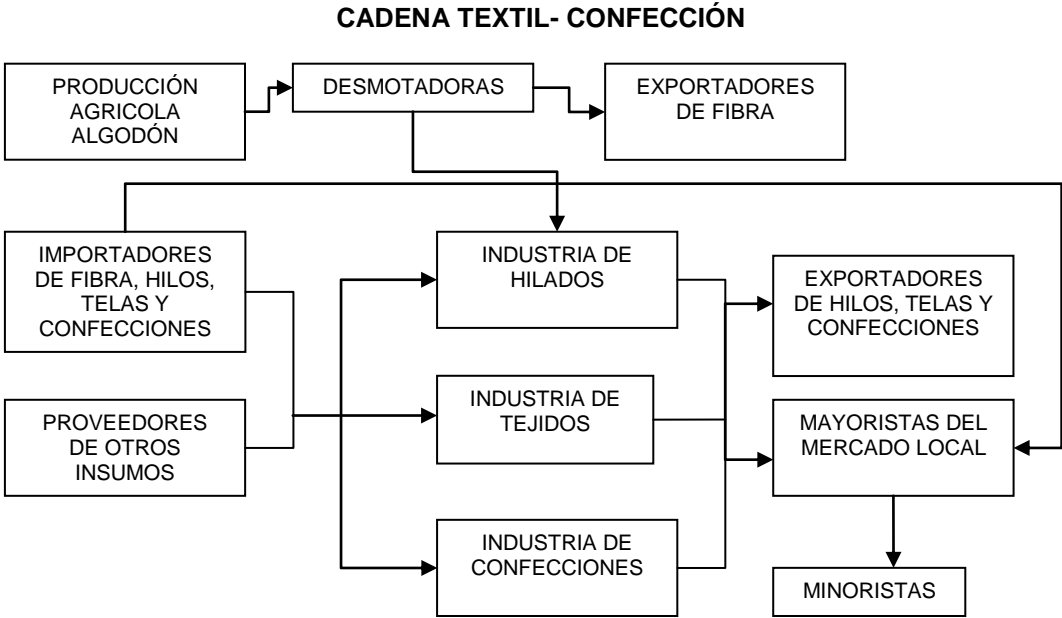 CADENA TEXTIL- CONFECCIÓN
PRODUCCIÓN
AGRICOLA
ALGODÓN
DESMOTADORAS
EXPORTADORES
DE FIBRA
IMPORTADORES
DE FIBRA, HILOS,
TELAS Y
CONFECCIONES
INDUSTRIA DE
HILADOS
EXPORTADORES
DE HILOS, TELAS Y
CONFECCIONES
PROVEEDORES
DE OTROS
INSUMOS
INDUSTRIA DE
TEJIDOS
MAYORISTAS DEL
MERCADO LOCAL
INDUSTRIA DE
CONFECCIONES
MINORISTAS